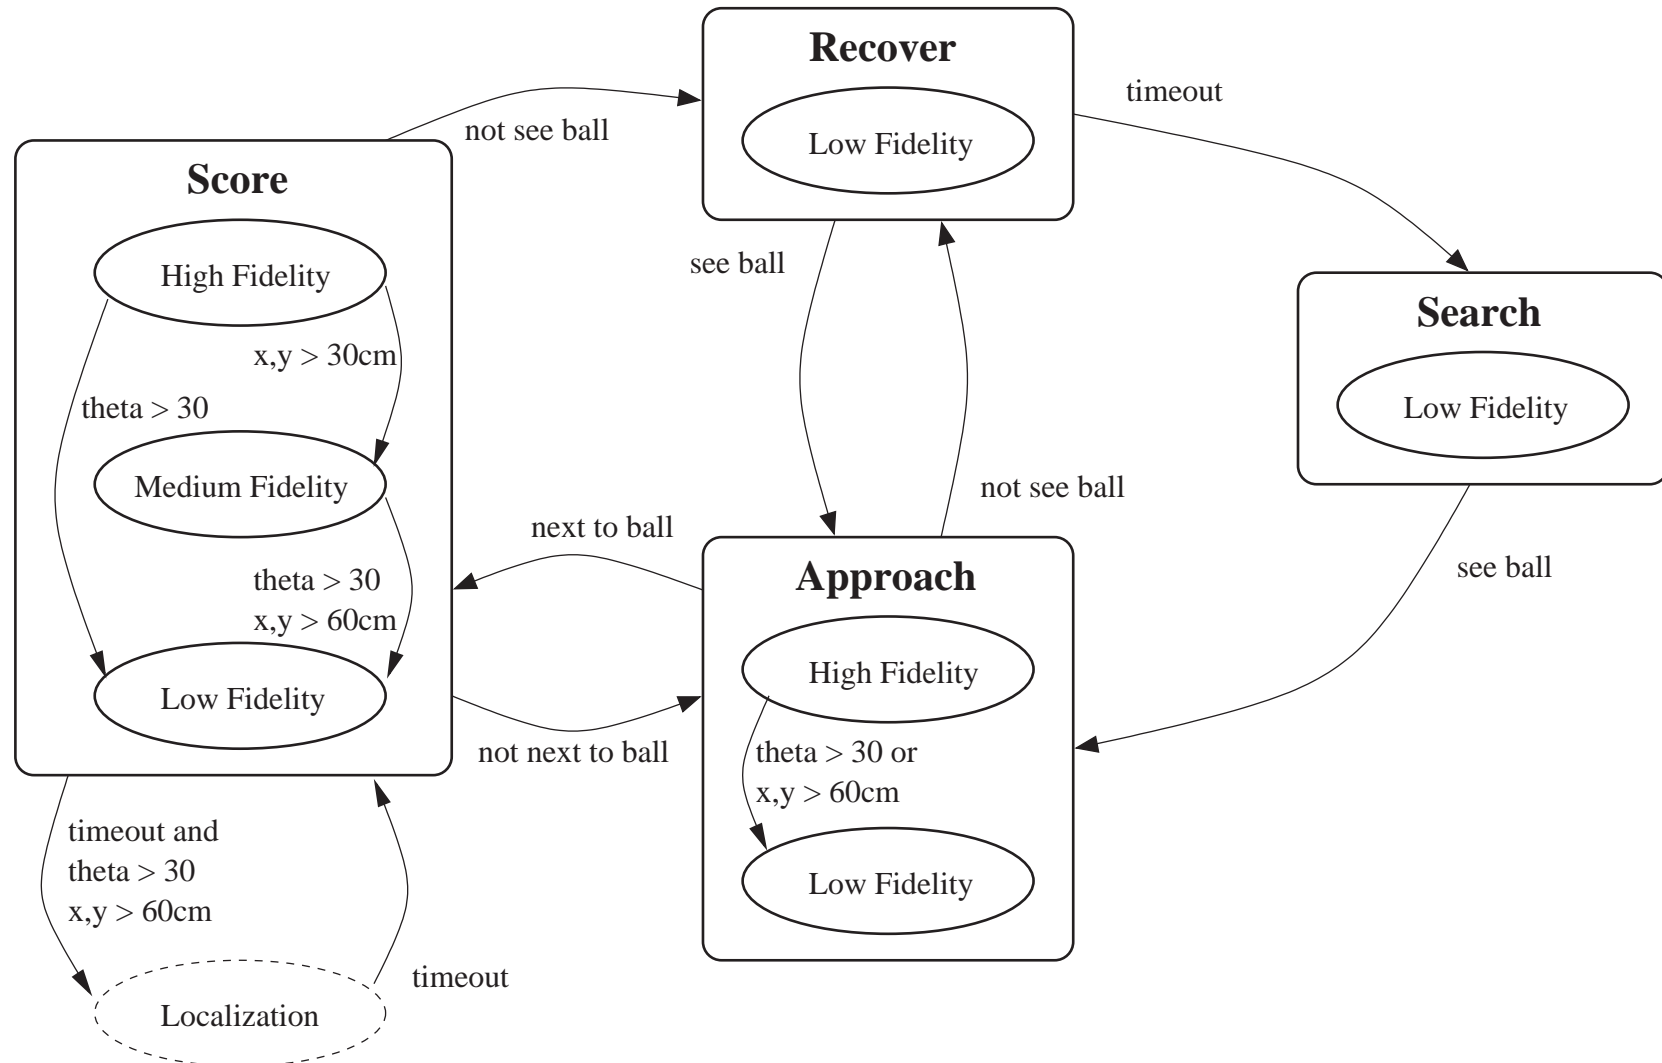 Recover
Low Fidelity
timeout
not see ball
Score
High Fidelity
x,y > 30cm
theta > 30
Medium Fidelity
theta > 30
x,y > 60cm
Low Fidelity
see ball
not see ball
Search
Low Fidelity
see ball
next to ball
not next to ball
Approach
High Fidelity
theta > 30 or
x,y > 60cm
Low Fidelity
timeout and
theta > 30
x,y > 60cm
timeout
Localization